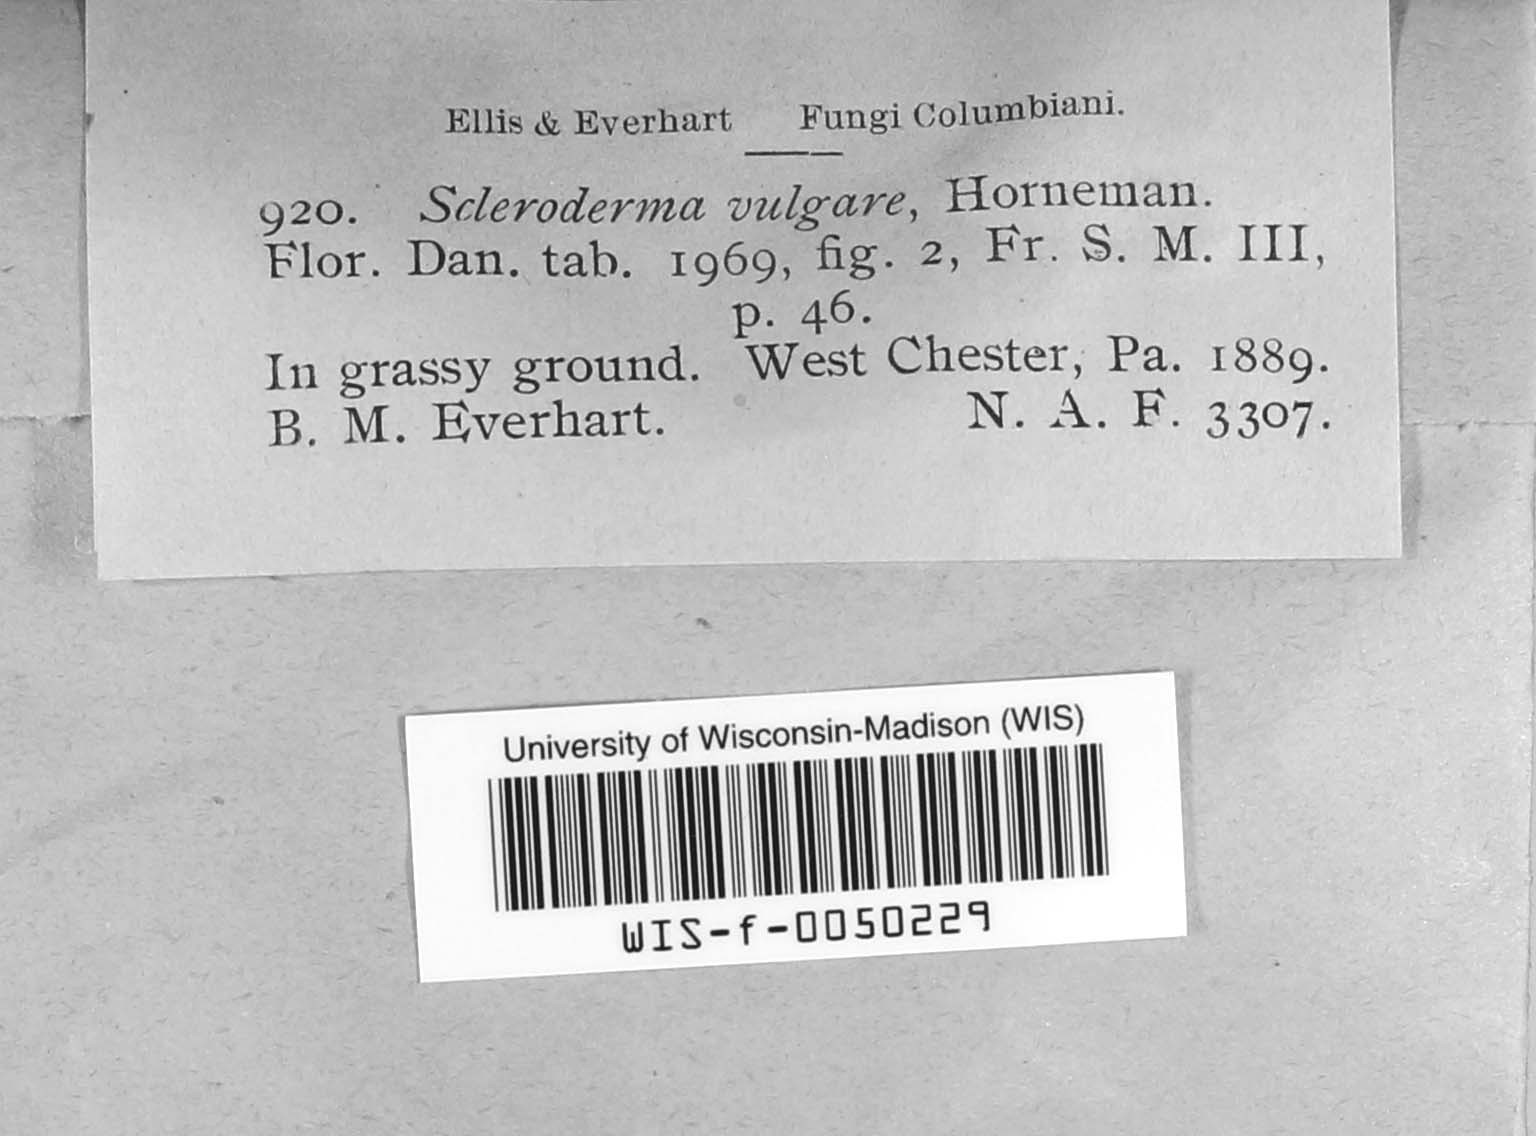 Ellis & Everhart Fungi Columbiani.
920. Scleroderma vulgare, Horneman.
Flor. Dan. tab. 1969, fig. 2, Fr. S. M. III,
p. 46.
In grassy ground. West Chester, Pa. 1889.
B. M. Everhart. N. A. F. 3307.
University of Wisconsin-Madison (WIS)
WIS-f-0050229